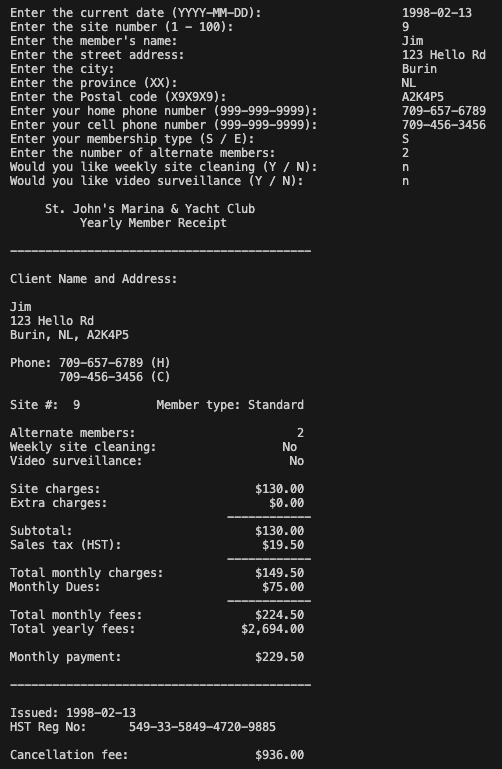 Enter the current date (YYYY-MM-DD): 1998-02-13
Enter the site number (1 - 100): 9
Enter the member's name: Jim
Enter the street address: 123 Hello Rd
Enter the city: Burin
Enter the province (XX): NL
Enter the Postal code (X9X9X9): A2K4P5
Enter your home phone number (999-999-9999): 709-657-6789
Enter your cell phone number (999-999-9999): 709-456-3456
Enter your membership type (S / E): S
Enter the number of alternate members: 2
Would you like weekly site cleaning (Y / N): n
Would you like video surveillance (Y / N): n
St. John's Marina & Yacht Club
Yearly Member Receipt
Client Name and Address:
Jim
123 Hello Rd
Burin, NL, A2K4P5
Phone: 709-657-6789 (H)
709-456-3456 (C)
Site #: 9 Member type: Standard
Alternate members: 2
Weekly site cleaning: No
Video surveillance: No
Site charges: $130.00
Extra charges: $0.00
Subtotal: $130.00
Sales tax (HST): $19.50
Total monthly charges: $149.50
Monthly Dues: $75.00
Total monthly fees: $224.50
Total yearly fees: $2,694.00
Monthly payment: $229.50
Issued: 1998-02-13
HST Reg No: 549-33-5849-4720-9885
Cancellation fee: $936.00